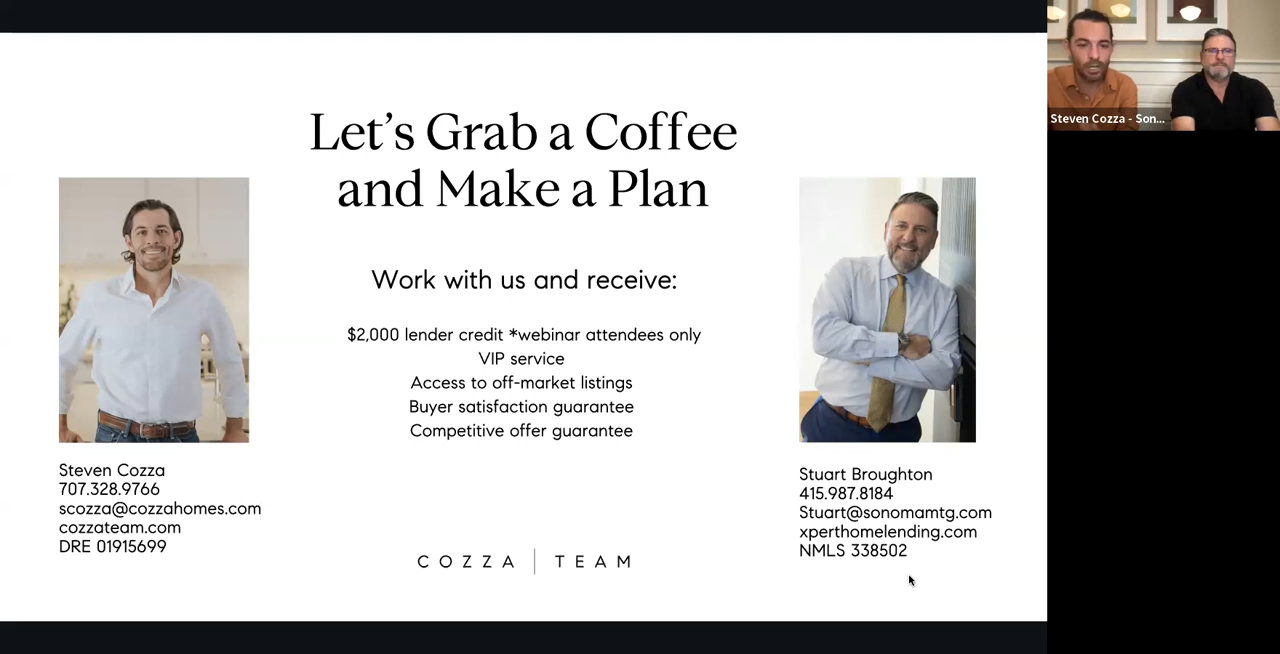 Let's Grab a Coffee
and Make a Plan
Work with us and receive:
$2,000 lender credit *webinar attendees only
VIP service
Access to off-market listings
Buyer satisfaction guarantee
Competitive offer guarantee
Steven Cozza
707.328.9766
scozza@cozzahomes.com
cozzateam.com
DRE 01915699
Stuart Broughton
415.987.8184
Stuart@sonomamtg.com
xperthomelending.com
NMLS 338502
COZZA | TEAM
Steven Cozza - Son...